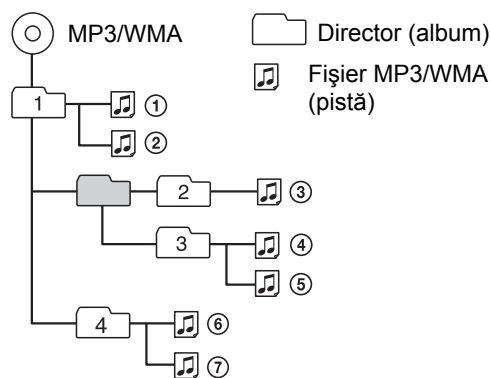 MP3/WMA
Director (album)
Fişier MP3/WMA
(pistă)
1
①
②
2
③
3
④
⑤
4
⑥
⑦